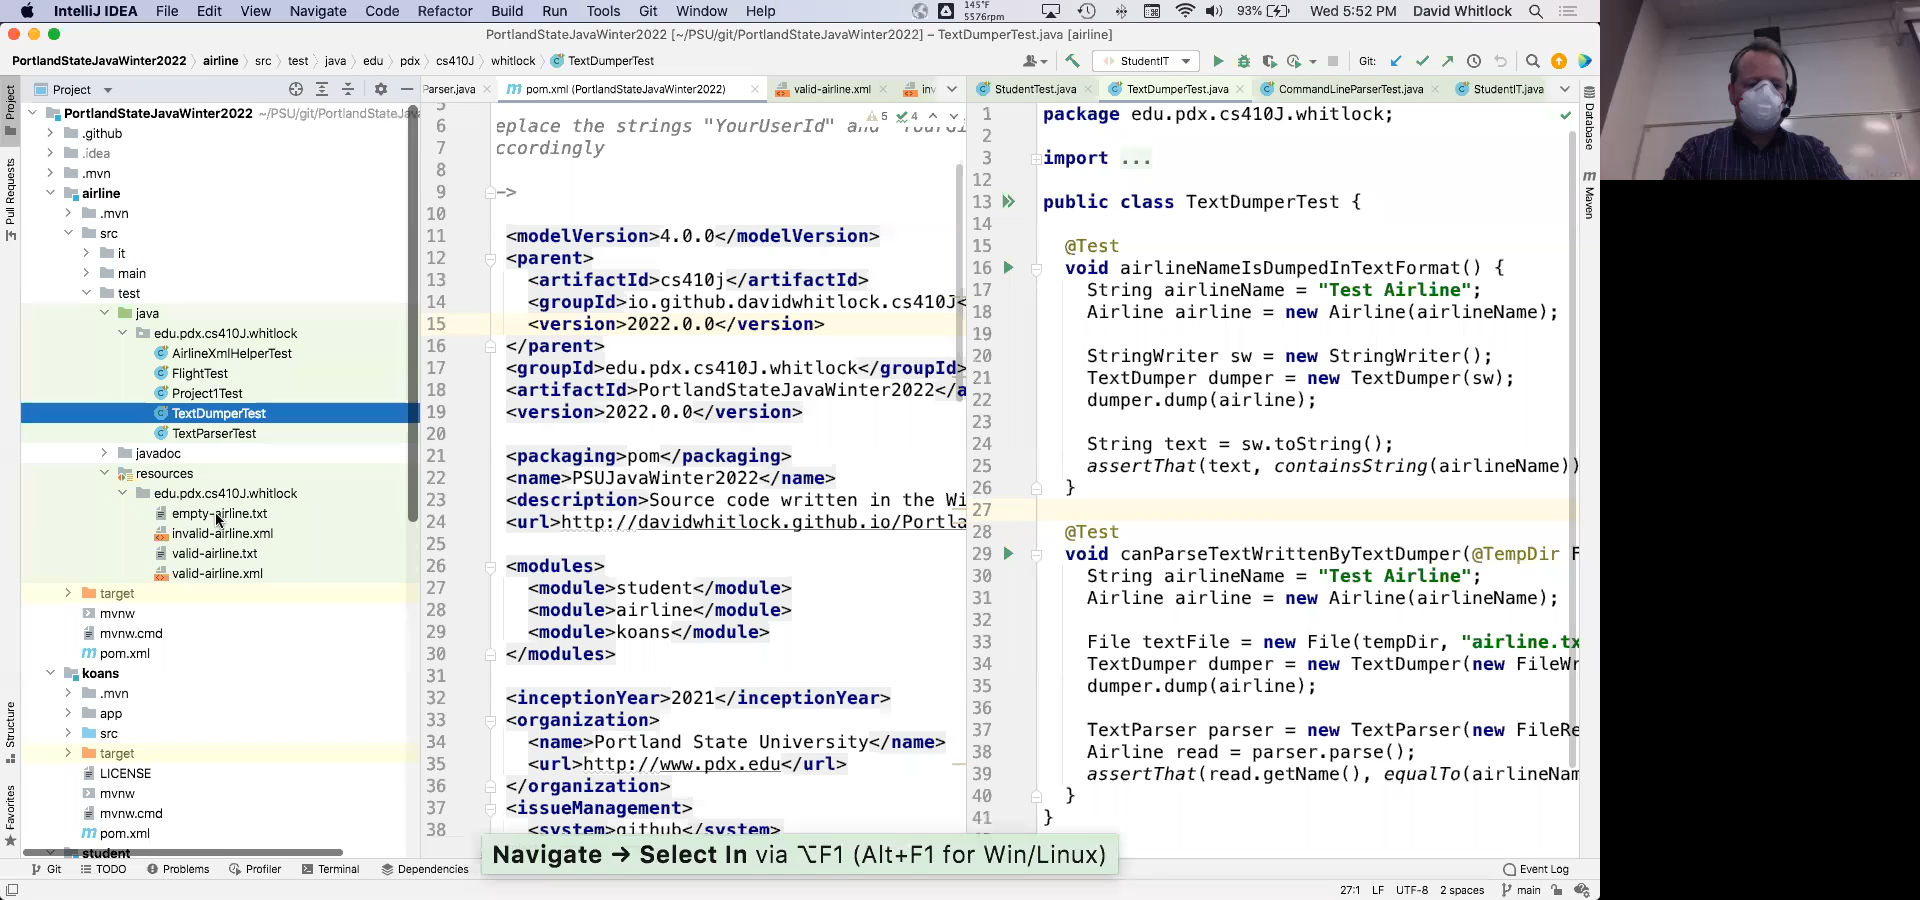 IntelliJ IDEA File Edit View Navigate Code Refactor Build Run Tools Git Window Help 145°F 5576rpm 93% Wed 5:52 PM David Whitlock
PortlandStateJavaWinter2022 [~/PSU/git/PortlandStateJavaWinter2022] – TextDumperTest.java [airline]
PortlandStateJavaWinter2022 airline src test java edu pdx cs410J whitlock TextDumperTest StudentIT Git:
Project
Parser.java pom.xml (PortlandStateJavaWinter2022) valid-airline.xml inv
StudentTest.java TextDumperTest.java CommandLineParserTest.java StudentIT.java
Project
Pull Requests
Structure
Favorites
PortlandStateJavaWinter2022 ~/PSU/git/PortlandStateJava
.github
.idea
.mvn
airline
.mvn
src
it
main
test
java
edu.pdx.cs410J.whitlock
AirlineXmlHelperTest
FlightTest
Project1Test
TextDumperTest
TextParserTest
javadoc
resources
edu.pdx.cs410J.whitlock
empty-airline.txt
invalid-airline.xml
valid-airline.txt
valid-airline.xml
target
mvnw
mvnw.cmd
pom.xml
koans
.mvn
app
src
target
LICENSE
mvnw
mvnw.cmd
pom.xml
student
5
5 4
6 eplace the strings "YourUserId" and
7 ccordingly
8
9 ->
10
11 <modelVersion>4.0.0</modelVersion>
12 <parent>
13 <artifactId>cs410j</artifactId>
14 <groupId>io.github.davidwhitlock.cs410J<
15 <version>2022.0.0</version>
16 </parent>
17 <groupId>edu.pdx.cs410J.whitlock</groupId>
18 <artifactId>PortlandStateJavaWinter2022</a
19 <version>2022.0.0</version>
20
21 <packaging>pom</packaging>
22 <name>PSUJavaWinter2022</name>
23 <description>Source code written in the Wi
24 <url>http://davidwhitlock.github.io/Portla
25
26 <modules>
27 <module>student</module>
28 <module>airline</module>
29 <module>koans</module>
30 </modules>
31
32 <inceptionYear>2021</inceptionYear>
33 <organization>
34 <name>Portland State University</name>
35 <url>http://www.pdx.edu</url>
36 </organization>
37 <issueManagement>
38 <system>github</system>
1 package edu.pdx.cs410J.whitlock;
2
3 import ...
12
13 public class TextDumperTest {
14
15 @Test
16 void airlineNameIsDumpedInTextFormat() {
17 String airlineName = "Test Airline";
18 Airline airline = new Airline(airlineName);
19
20 StringWriter sw = new StringWriter();
21 TextDumper dumper = new TextDumper(sw);
22 dumper.dump(airline);
23
24 String text = sw.toString();
25 assertThat(text, containsString(airlineName))
26 }
27
28 @Test
29 void canParseTextWrittenByTextDumper(@TempDir F
30 String airlineName = "Test Airline";
31 Airline airline = new Airline(airlineName);
32
33 File textFile = new File(tempDir, "airline.tx
34 TextDumper dumper = new TextDumper(new FileWr
35 dumper.dump(airline);
36
37 TextParser parser = new TextParser(new FileRe
38 Airline read = parser.parse();
39 assertThat(read.getName(), equalTo(airlineNam
40 }
41 }
Database
Maven
Navigate → Select In via ⌥F1 (Alt+F1 for Win/Linux)
Git TODO Problems Profiler Terminal Dependencies Event Log
27:1 LF UTF-8 2 spaces main